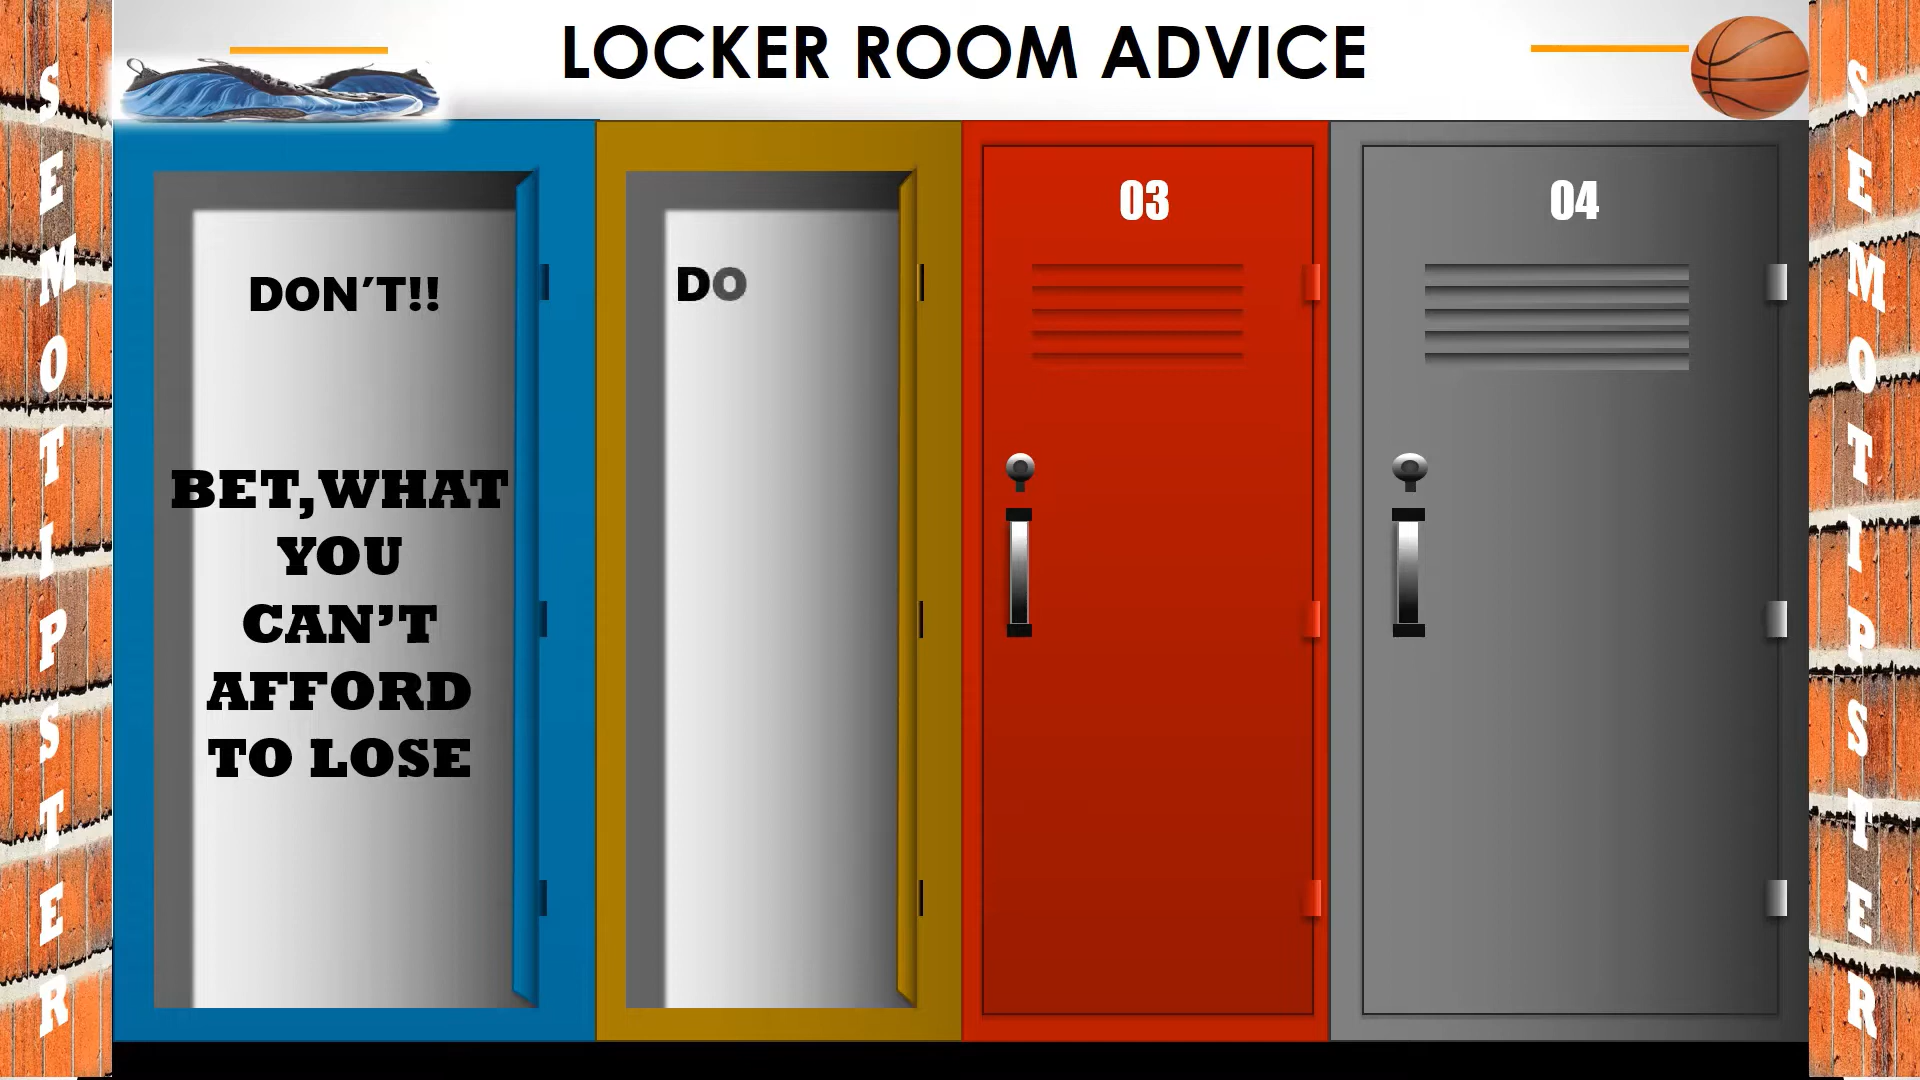 LOCKER ROOM ADVICE
SEMOTIPSTER
DON´T!!
BET,WHAT
YOU
CAN’T
AFFORD
TO LOSE
DO
03
04
SEMOTIPSTER